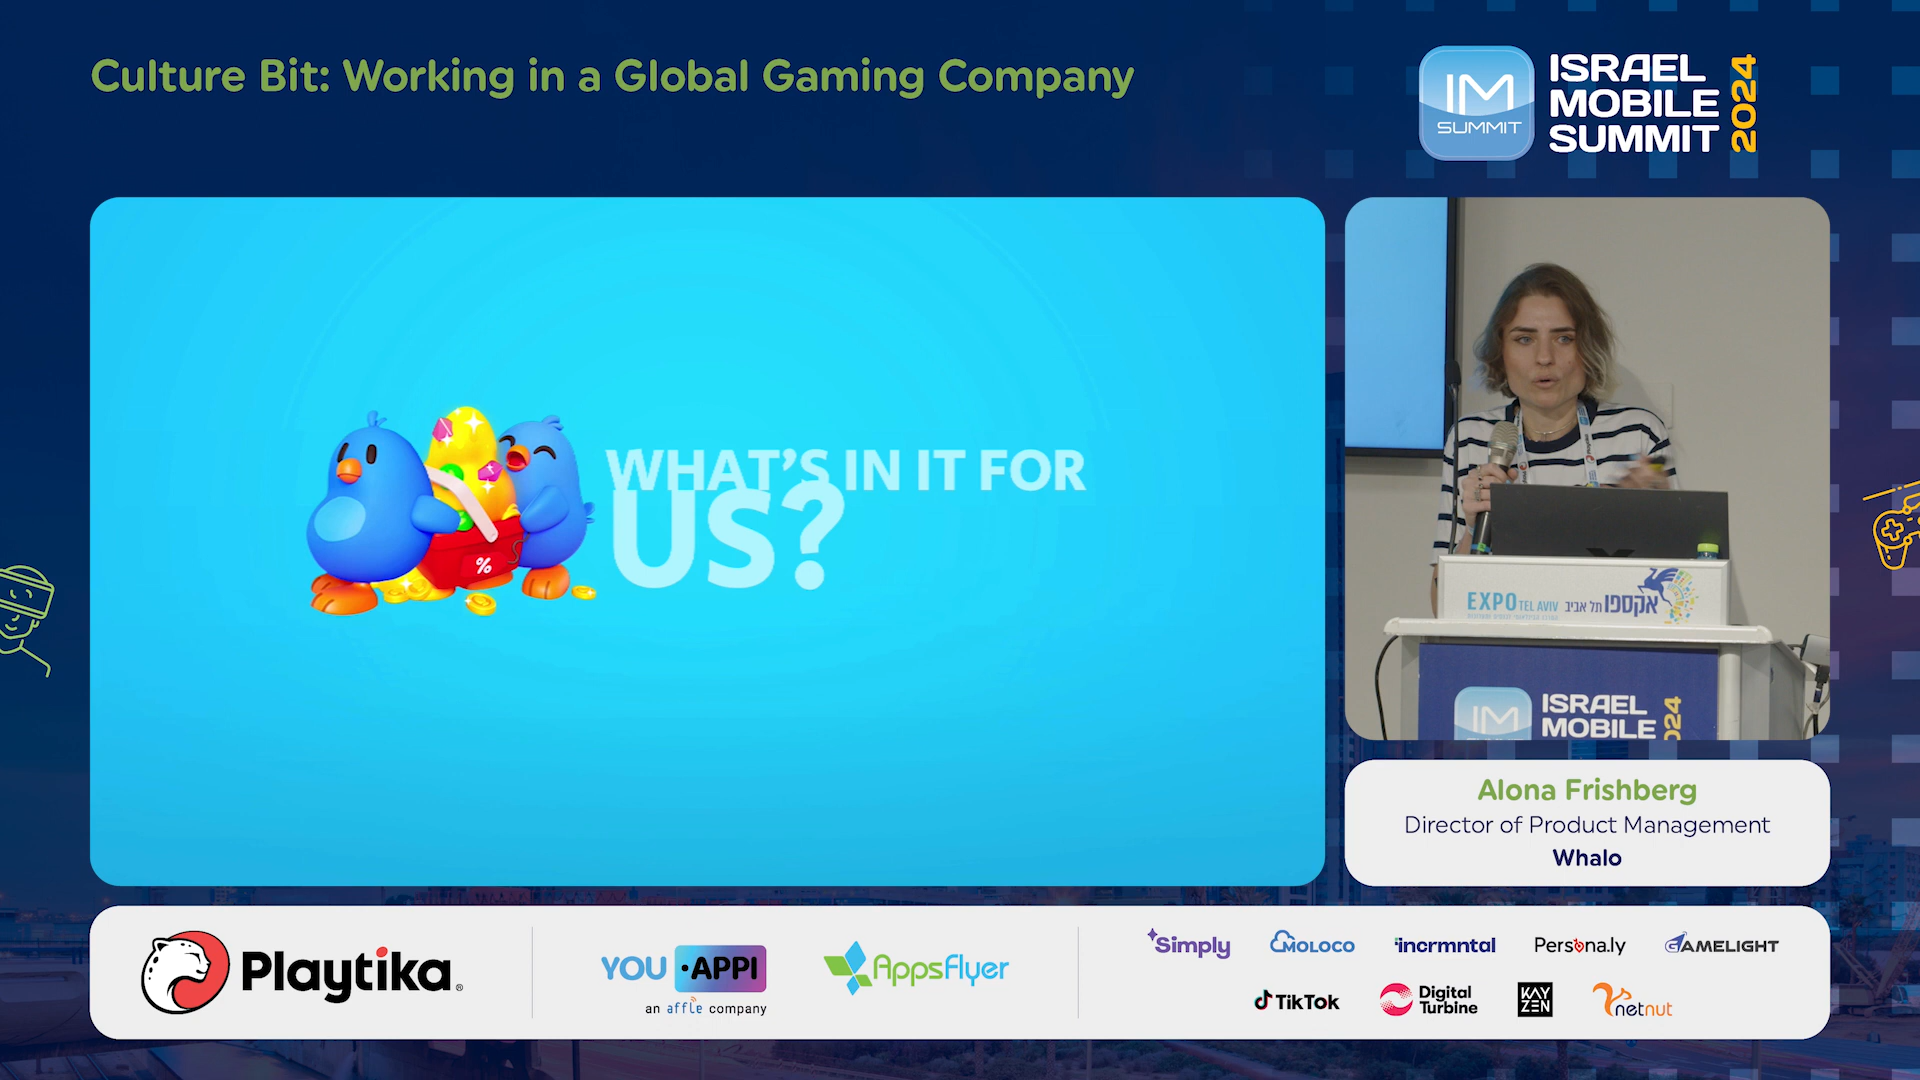 Culture Bit: Working in a Global Gaming Company
IM
SUMMIT
ISRAEL
MOBILE
SUMMIT
2024
WHAT'S IN IT FOR
US?
%
EXPO TEL AVIV אקספו תל אביב
IM
ISRAEL
MOBILE
Alona Frishberg
Director of Product Management
Whalo
Playtika
YOU·APPI
an affle company
AppsFlyer
Simply
MOLOCO
incrmntal
Persona.ly
GAMELIGHT
TikTok
Digital
Turbine
KAY
ZEN
netnut